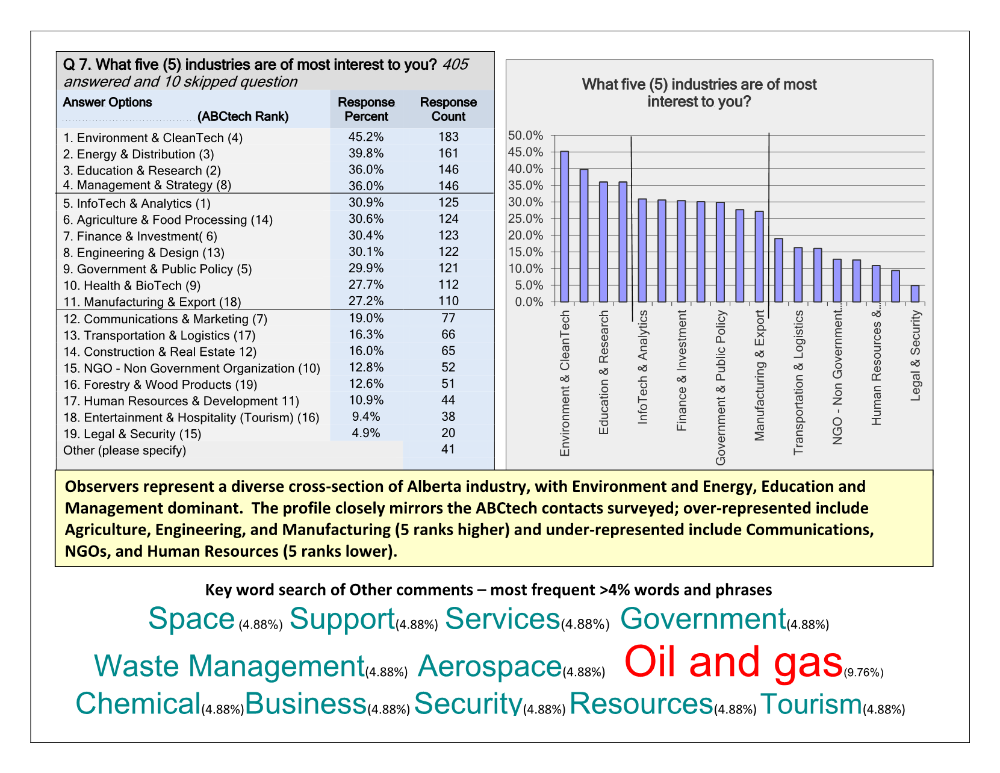 Q 7. What five (5) industries are of most interest to you? 405
answered and 10 skipped question
Answer Options
(ABCtech Rank)
Response Percent
Response Count
1. Environment & CleanTech (4) 45.2% 183
2. Energy & Distribution (3) 39.8% 161
3. Education & Research (2) 36.0% 146
4. Management & Strategy (8) 36.0% 146
5. InfoTech & Analytics (1) 30.9% 125
6. Agriculture & Food Processing (14) 30.6% 124
7. Finance & Investment( 6) 30.4% 123
8. Engineering & Design (13) 30.1% 122
9. Government & Public Policy (5) 29.9% 121
10. Health & BioTech (9) 27.7% 112
11. Manufacturing & Export (18) 27.2% 110
12. Communications & Marketing (7) 19.0% 77
13. Transportation & Logistics (17) 16.3% 66
14. Construction & Real Estate 12) 16.0% 65
15. NGO - Non Government Organization (10) 12.8% 52
16. Forestry & Wood Products (19) 12.6% 51
17. Human Resources & Development 11) 10.9% 44
18. Entertainment & Hospitality (Tourism) (16) 9.4% 38
19. Legal & Security (15) 4.9% 20
Other (please specify) 41
What five (5) industries are of most
interest to you?
50.0%
45.0%
40.0%
35.0%
30.0%
25.0%
20.0%
15.0%
10.0%
5.0%
0.0%
Environment & CleanTech
Education & Research
InfoTech & Analytics
Finance & Investment
Government & Public Policy
Manufacturing & Export
Transportation & Logistics
NGO - Non Government...
Human Resources &...
Legal & Security
Observers represent a diverse cross-section of Alberta industry, with Environment and Energy, Education and
Management dominant.  The profile closely mirrors the ABCtech contacts surveyed; over-represented include
Agriculture, Engineering, and Manufacturing (5 ranks higher) and under-represented include Communications,
NGOs, and Human Resources (5 ranks lower).
Key word search of Other comments – most frequent >4% words and phrases
Space (4.88%) Support(4.88%) Services(4.88%) Government(4.88%)
Waste Management(4.88%) Aerospace(4.88%) Oil and gas(9.76%)
Chemical(4.88%)Business(4.88%) Security(4.88%) Resources(4.88%) Tourism(4.88%)